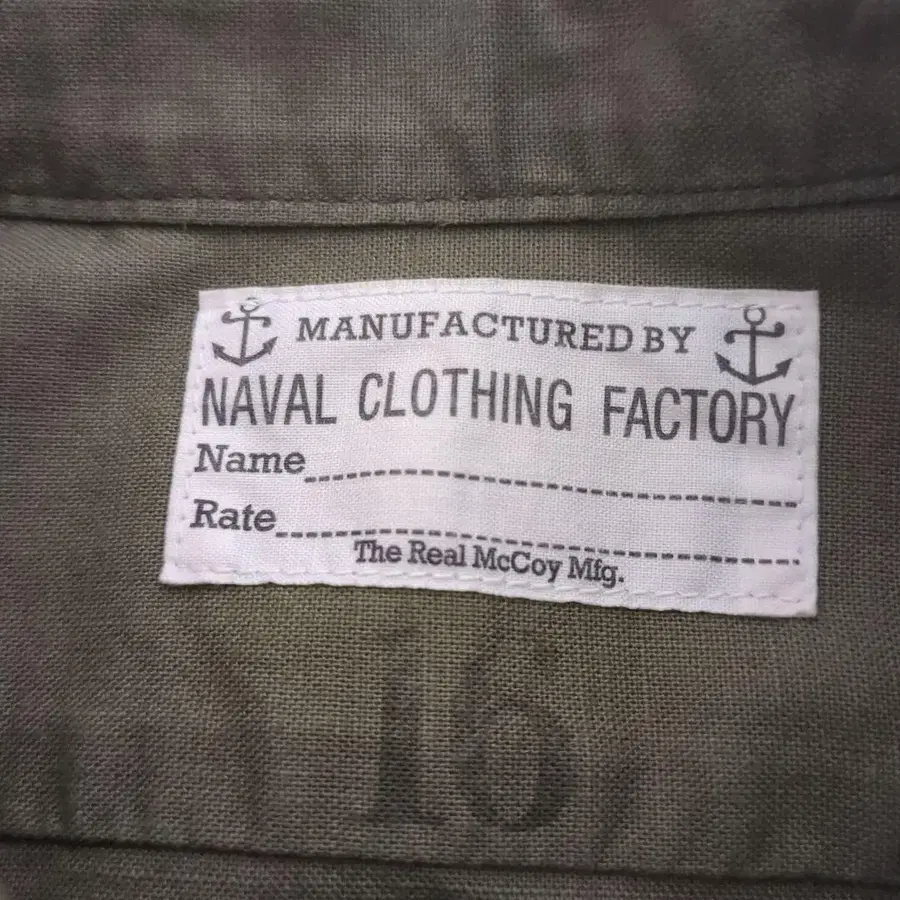 MANUFACTURED BY
NAVAL CLOTHING FACTORY
Name
Rate
The Real McCoy Mfg.
16